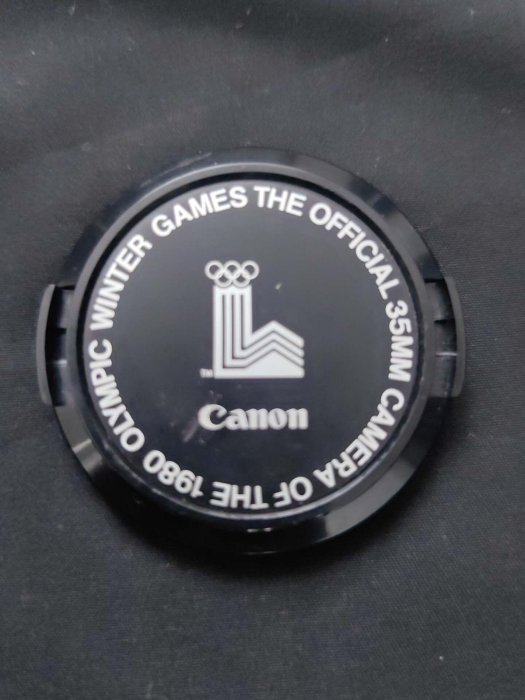 THE OFFICIAL 35MM CAMERA OF THE 1980 OLYMPIC WINTER GAMES
TM
Canon